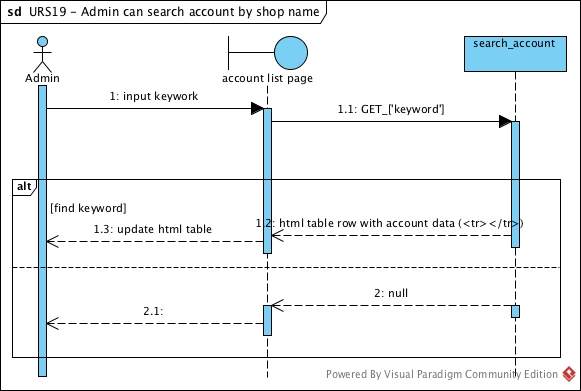 sd URS19 – Admin can search account by shop name
Admin
account list page
search_account
1: input keywork
1.1: GET_['keyword']
alt
[find keyword]
1.2: html table row with account data (<tr></tr>)
1.3: update html table
2: null
2.1:
Powered By Visual Paradigm Community Edition